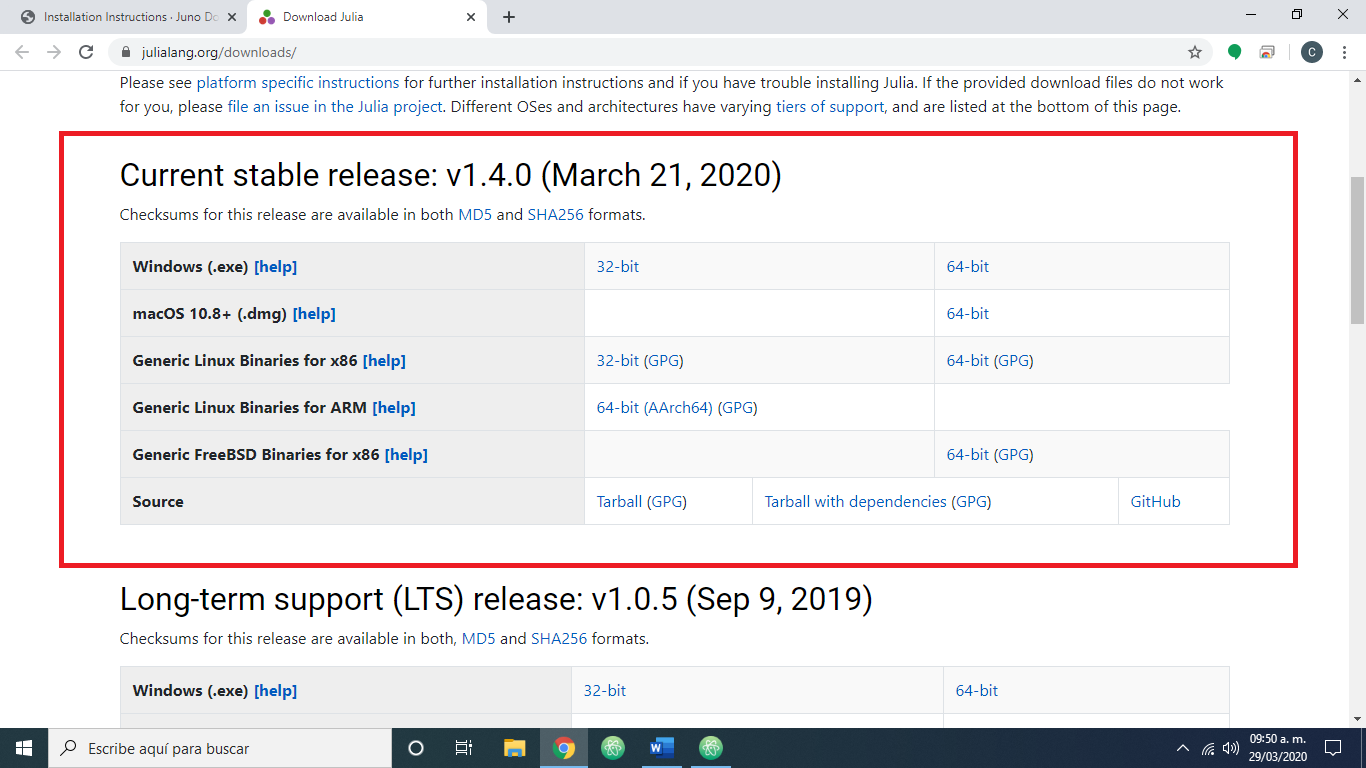 Installation Instructions · Juno Do
Download Julia
julialang.org/downloads/
C
Please see platform specific instructions for further installation instructions and if you have trouble installing Julia. If the provided download files do not work
for you, please file an issue in the Julia project. Different OSes and architectures have varying tiers of support, and are listed at the bottom of this page.
Current stable release: v1.4.0 (March 21, 2020)
Checksums for this release are available in both MD5 and SHA256 formats.
Windows (.exe) [help] 32-bit 64-bit
macOS 10.8+ (.dmg) [help] 64-bit
Generic Linux Binaries for x86 [help] 32-bit (GPG) 64-bit (GPG)
Generic Linux Binaries for ARM [help] 64-bit (AArch64) (GPG)
Generic FreeBSD Binaries for x86 [help] 64-bit (GPG)
Source Tarball (GPG) Tarball with dependencies (GPG) GitHub
Long-term support (LTS) release: v1.0.5 (Sep 9, 2019)
Checksums for this release are available in both, MD5 and SHA256 formats.
Windows (.exe) [help] 32-bit 64-bit
Escribe aquí para buscar
09:50 a. m.
29/03/2020